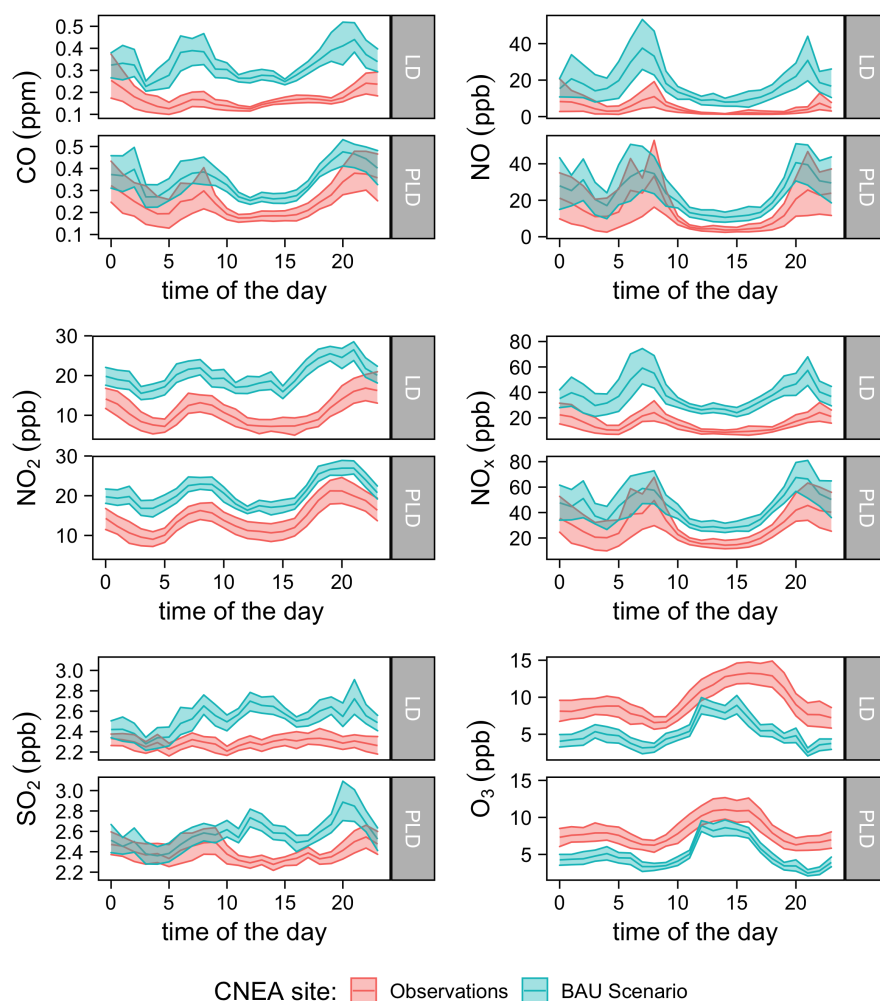 CO (ppm)
0.5
0.4
0.3
0.2
0.1
LD
0.5
0.4
0.3
0.2
0.1
PLD
0 5 10 15 20
time of the day
NO (ppb)
40
20
0
LD
40
20
0
PLD
0 5 10 15 20
time of the day
NO₂ (ppb)
30
20
10
LD
30
20
10
PLD
0 5 10 15 20
time of the day
NOₓ (ppb)
80
60
40
20
LD
80
60
40
20
PLD
0 5 10 15 20
time of the day
SO₂ (ppb)
3.0
2.8
2.6
2.4
2.2
LD
3.0
2.8
2.6
2.4
2.2
PLD
0 5 10 15 20
time of the day
O₃ (ppb)
15
10
5
LD
15
10
5
PLD
0 5 10 15 20
time of the day
CNEA site: Observations BAU Scenario